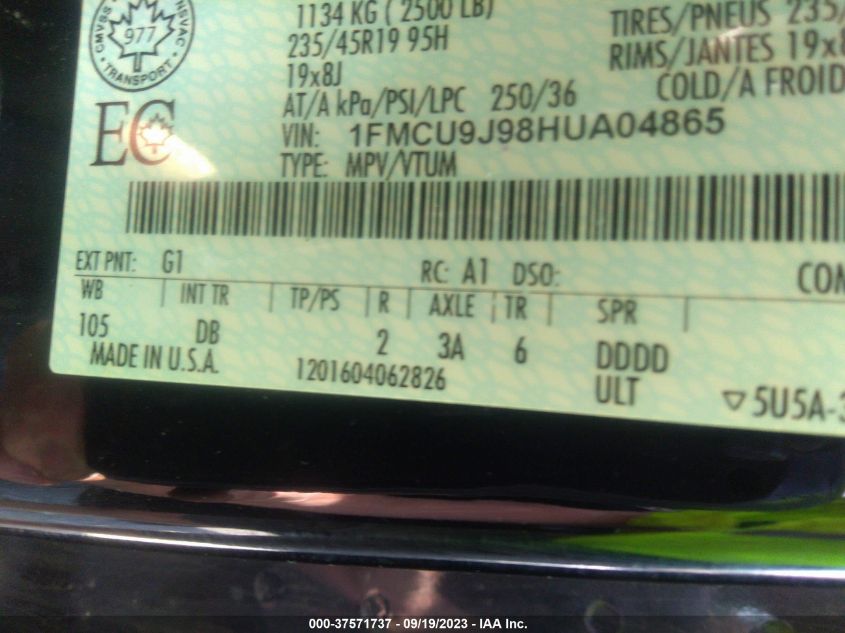 1134 KG ( 2500 LB)
235/45R19 95H
19x8J
AT/A kPa/PSI/LPC 250/36
TIRES/PNEUS 235/
RIMS/JANTES 19x8
COLD/A FROID
CMVSS NSVAC
977
TRANSPORT
EC
VIN: 1FMCU9J98HUA04865
TYPE: MPV/VTUM
EXT PNT: G1 RC: A1 DSO:
WB INT TR TP/PS R AXLE TR SPR
105 DB 2 3A 6 DDDD
MADE IN U.S.A. 1201604062826 ULT
▽ 5U5A-3
000-37571737 - 09/19/2023 - IAA Inc.